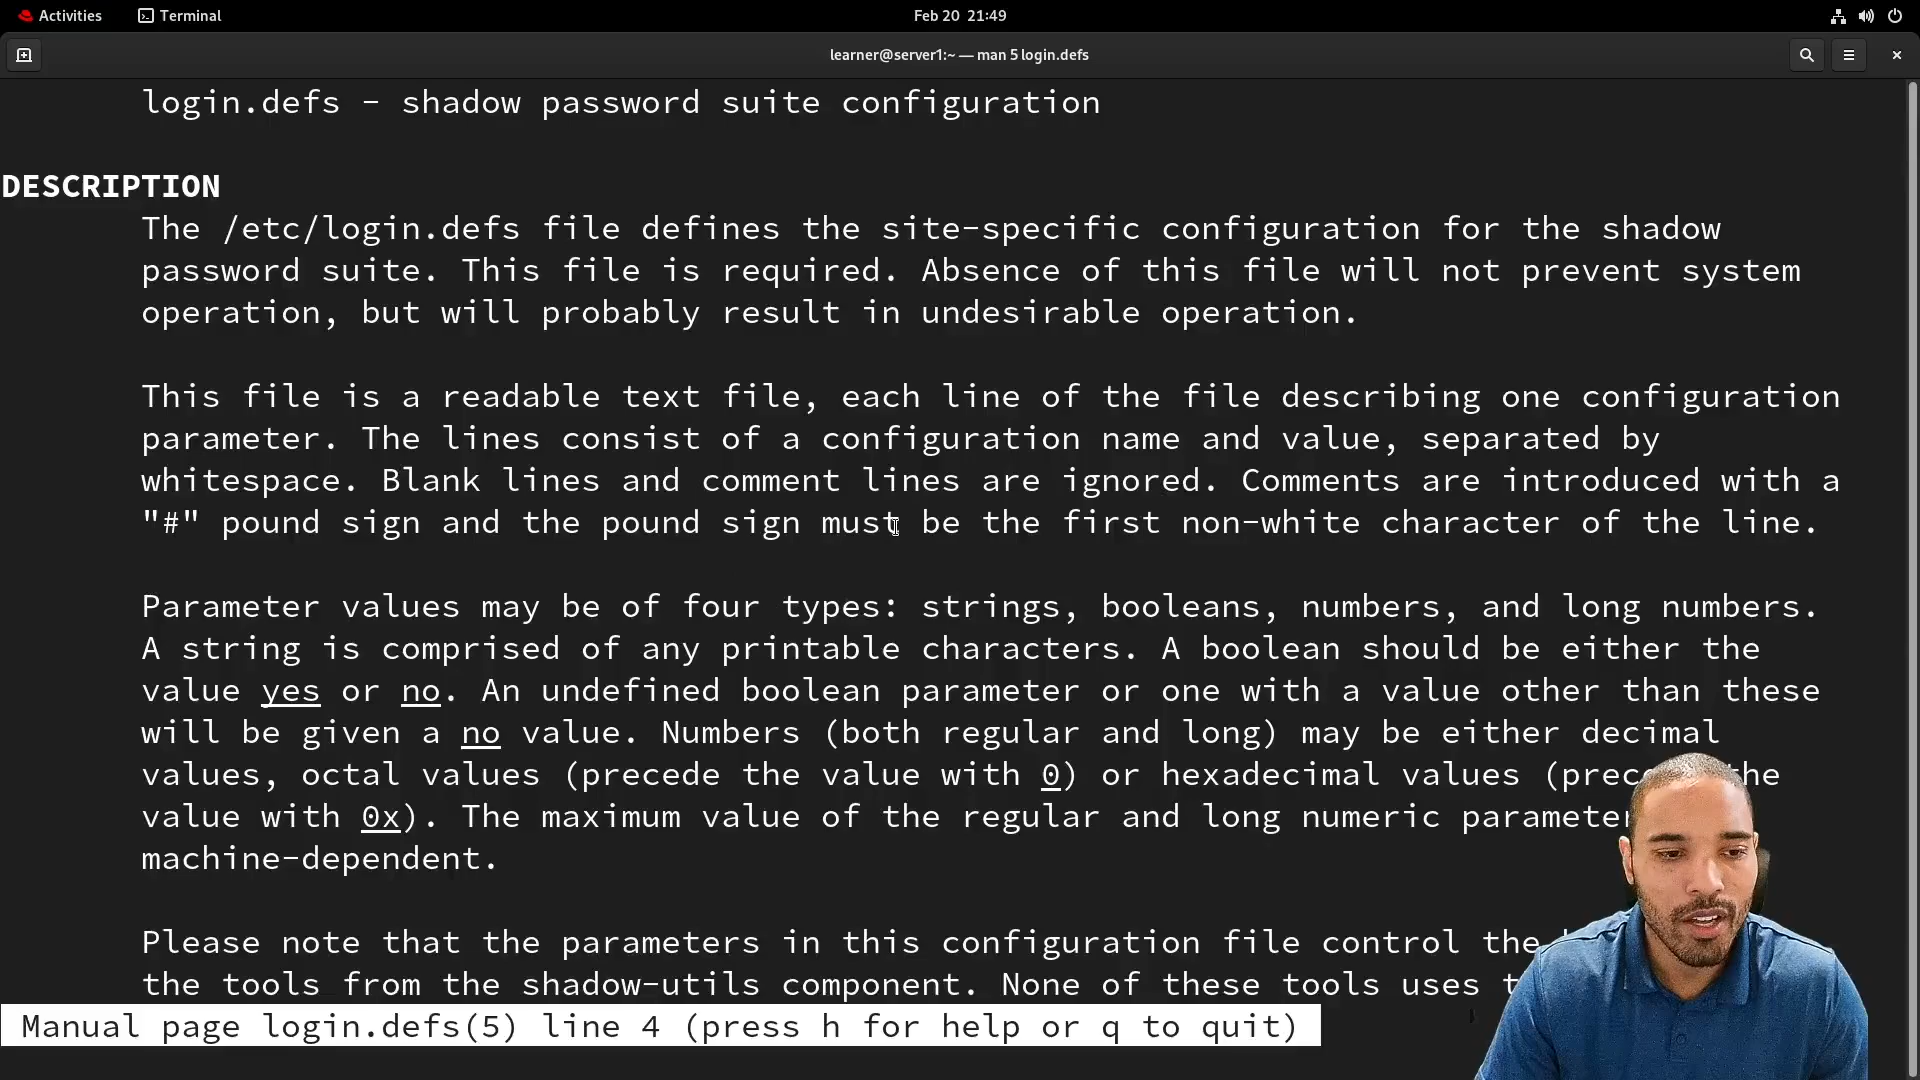 Activities
Terminal
Feb 20 21:49
learner@server1:~ — man 5 login.defs
login.defs - shadow password suite configuration
DESCRIPTION
The /etc/login.defs file defines the site-specific configuration for the shadow
password suite. This file is required. Absence of this file will not prevent system
operation, but will probably result in undesirable operation.
This file is a readable text file, each line of the file describing one configuration
parameter. The lines consist of a configuration name and value, separated by
whitespace. Blank lines and comment lines are ignored. Comments are introduced with a
"#" pound sign and the pound sign must be the first non-white character of the line.
Parameter values may be of four types: strings, booleans, numbers, and long numbers.
A string is comprised of any printable characters. A boolean should be either the
value yes or no. An undefined boolean parameter or one with a value other than these
will be given a no value. Numbers (both regular and long) may be either decimal
values, octal values (precede the value with 0) or hexadecimal values (the
value with 0x). The maximum value of the regular and long numeric
machine-dependent.
Please note that the parameters in this configuration file control the
the tools from the shadow-utils component. None of these tools uses
Manual page login.defs(5) line 4 (press h for help or q to quit)